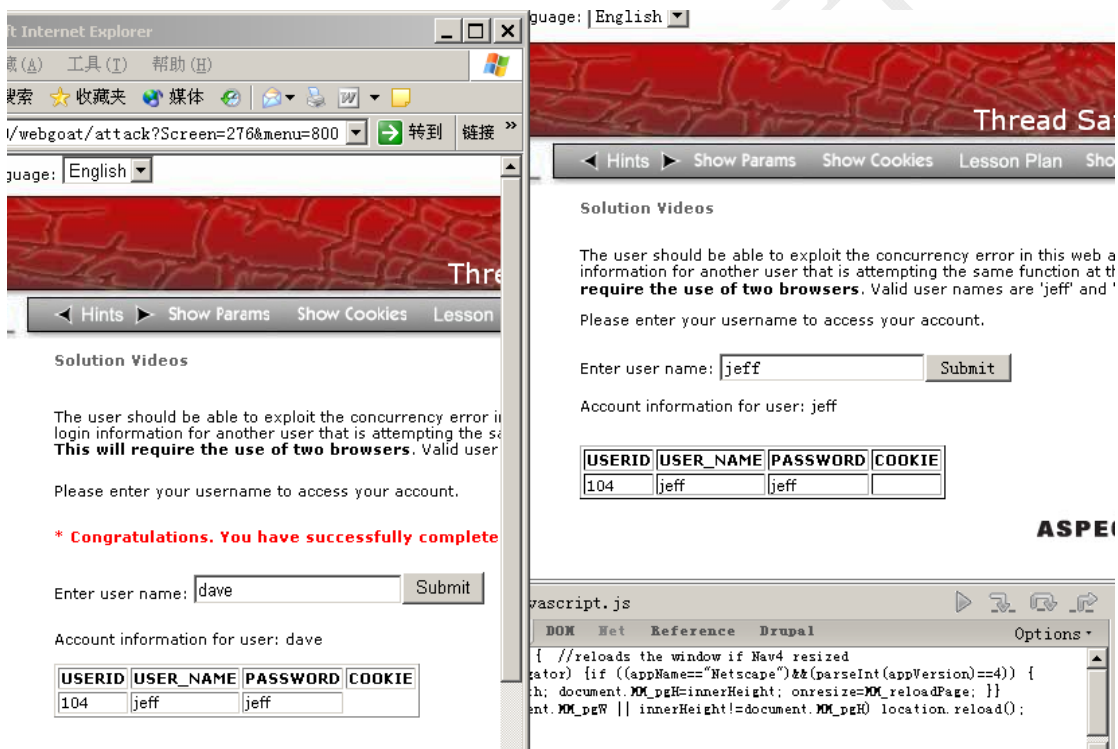 ft Internet Explorer
藏(A) 工具(T) 帮助(H)
搜索 收藏夹 媒体
/webgoat/attack?Screen=276&menu=800 转到 链接 »
guage: English
Thre
Hints Show Params Show Cookies Lesson
Solution Videos
The user should be able to exploit the concurrency error i
login information for another user that is attempting the sa
This will require the use of two browsers. Valid user
Please enter your username to access your account.
* Congratulations. You have successfully complete
Enter user name: dave Submit
Account information for user: dave
USERID USER_NAME PASSWORD COOKIE
104 jeff jeff
guage: English
Thread Sa
Hints Show Params Show Cookies Lesson Plan Sho
Solution Videos
The user should be able to exploit the concurrency error in this web a
information for another user that is attempting the same function at th
require the use of two browsers. Valid user names are 'jeff' and '
Please enter your username to access your account.
Enter user name: jeff Submit
Account information for user: jeff
USERID USER_NAME PASSWORD COOKIE
104 jeff jeff
ASPE
vascript.js
DOM Net Reference Drupal Options
{ //reloads the window if Nav4 resized
gator) {if ((appName=="Netscape")&&(parseInt(appVersion)==4)) {
th; document.MM_pgH=innerHeight; onresize=MM_reloadPage; }}
ent.MM_pgW || innerHeight!=document.MM_pgH) location.reload();